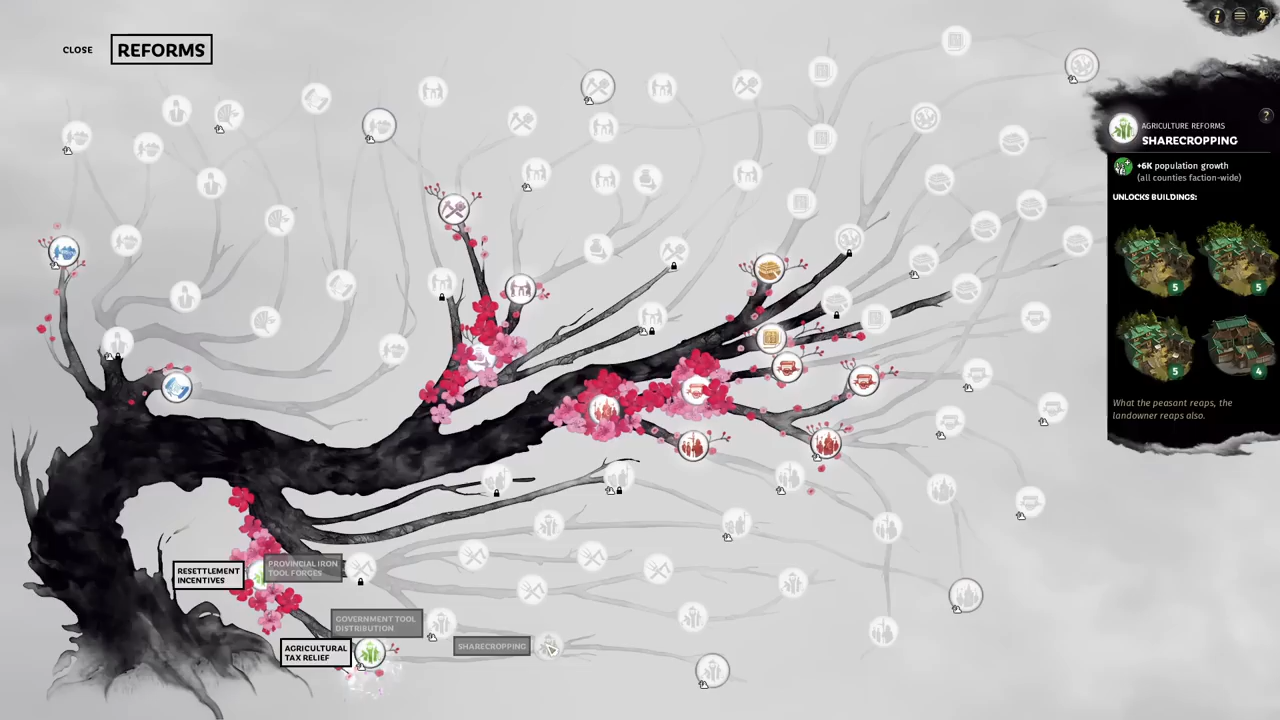 CLOSE
REFORMS
?
AGRICULTURE REFORMS
SHARECROPPING
+6K population growth
(all counties faction-wide)
UNLOCKS BUILDINGS:
5
5
5
4
What the peasant reaps, the
landowner reaps also.
RESETTLEMENT
INCENTIVES
PROVINCIAL IRON
TOOL FORGES
GOVERNMENT TOOL
DISTRIBUTION
AGRICULTURAL
TAX RELIEF
SHARECROPPING